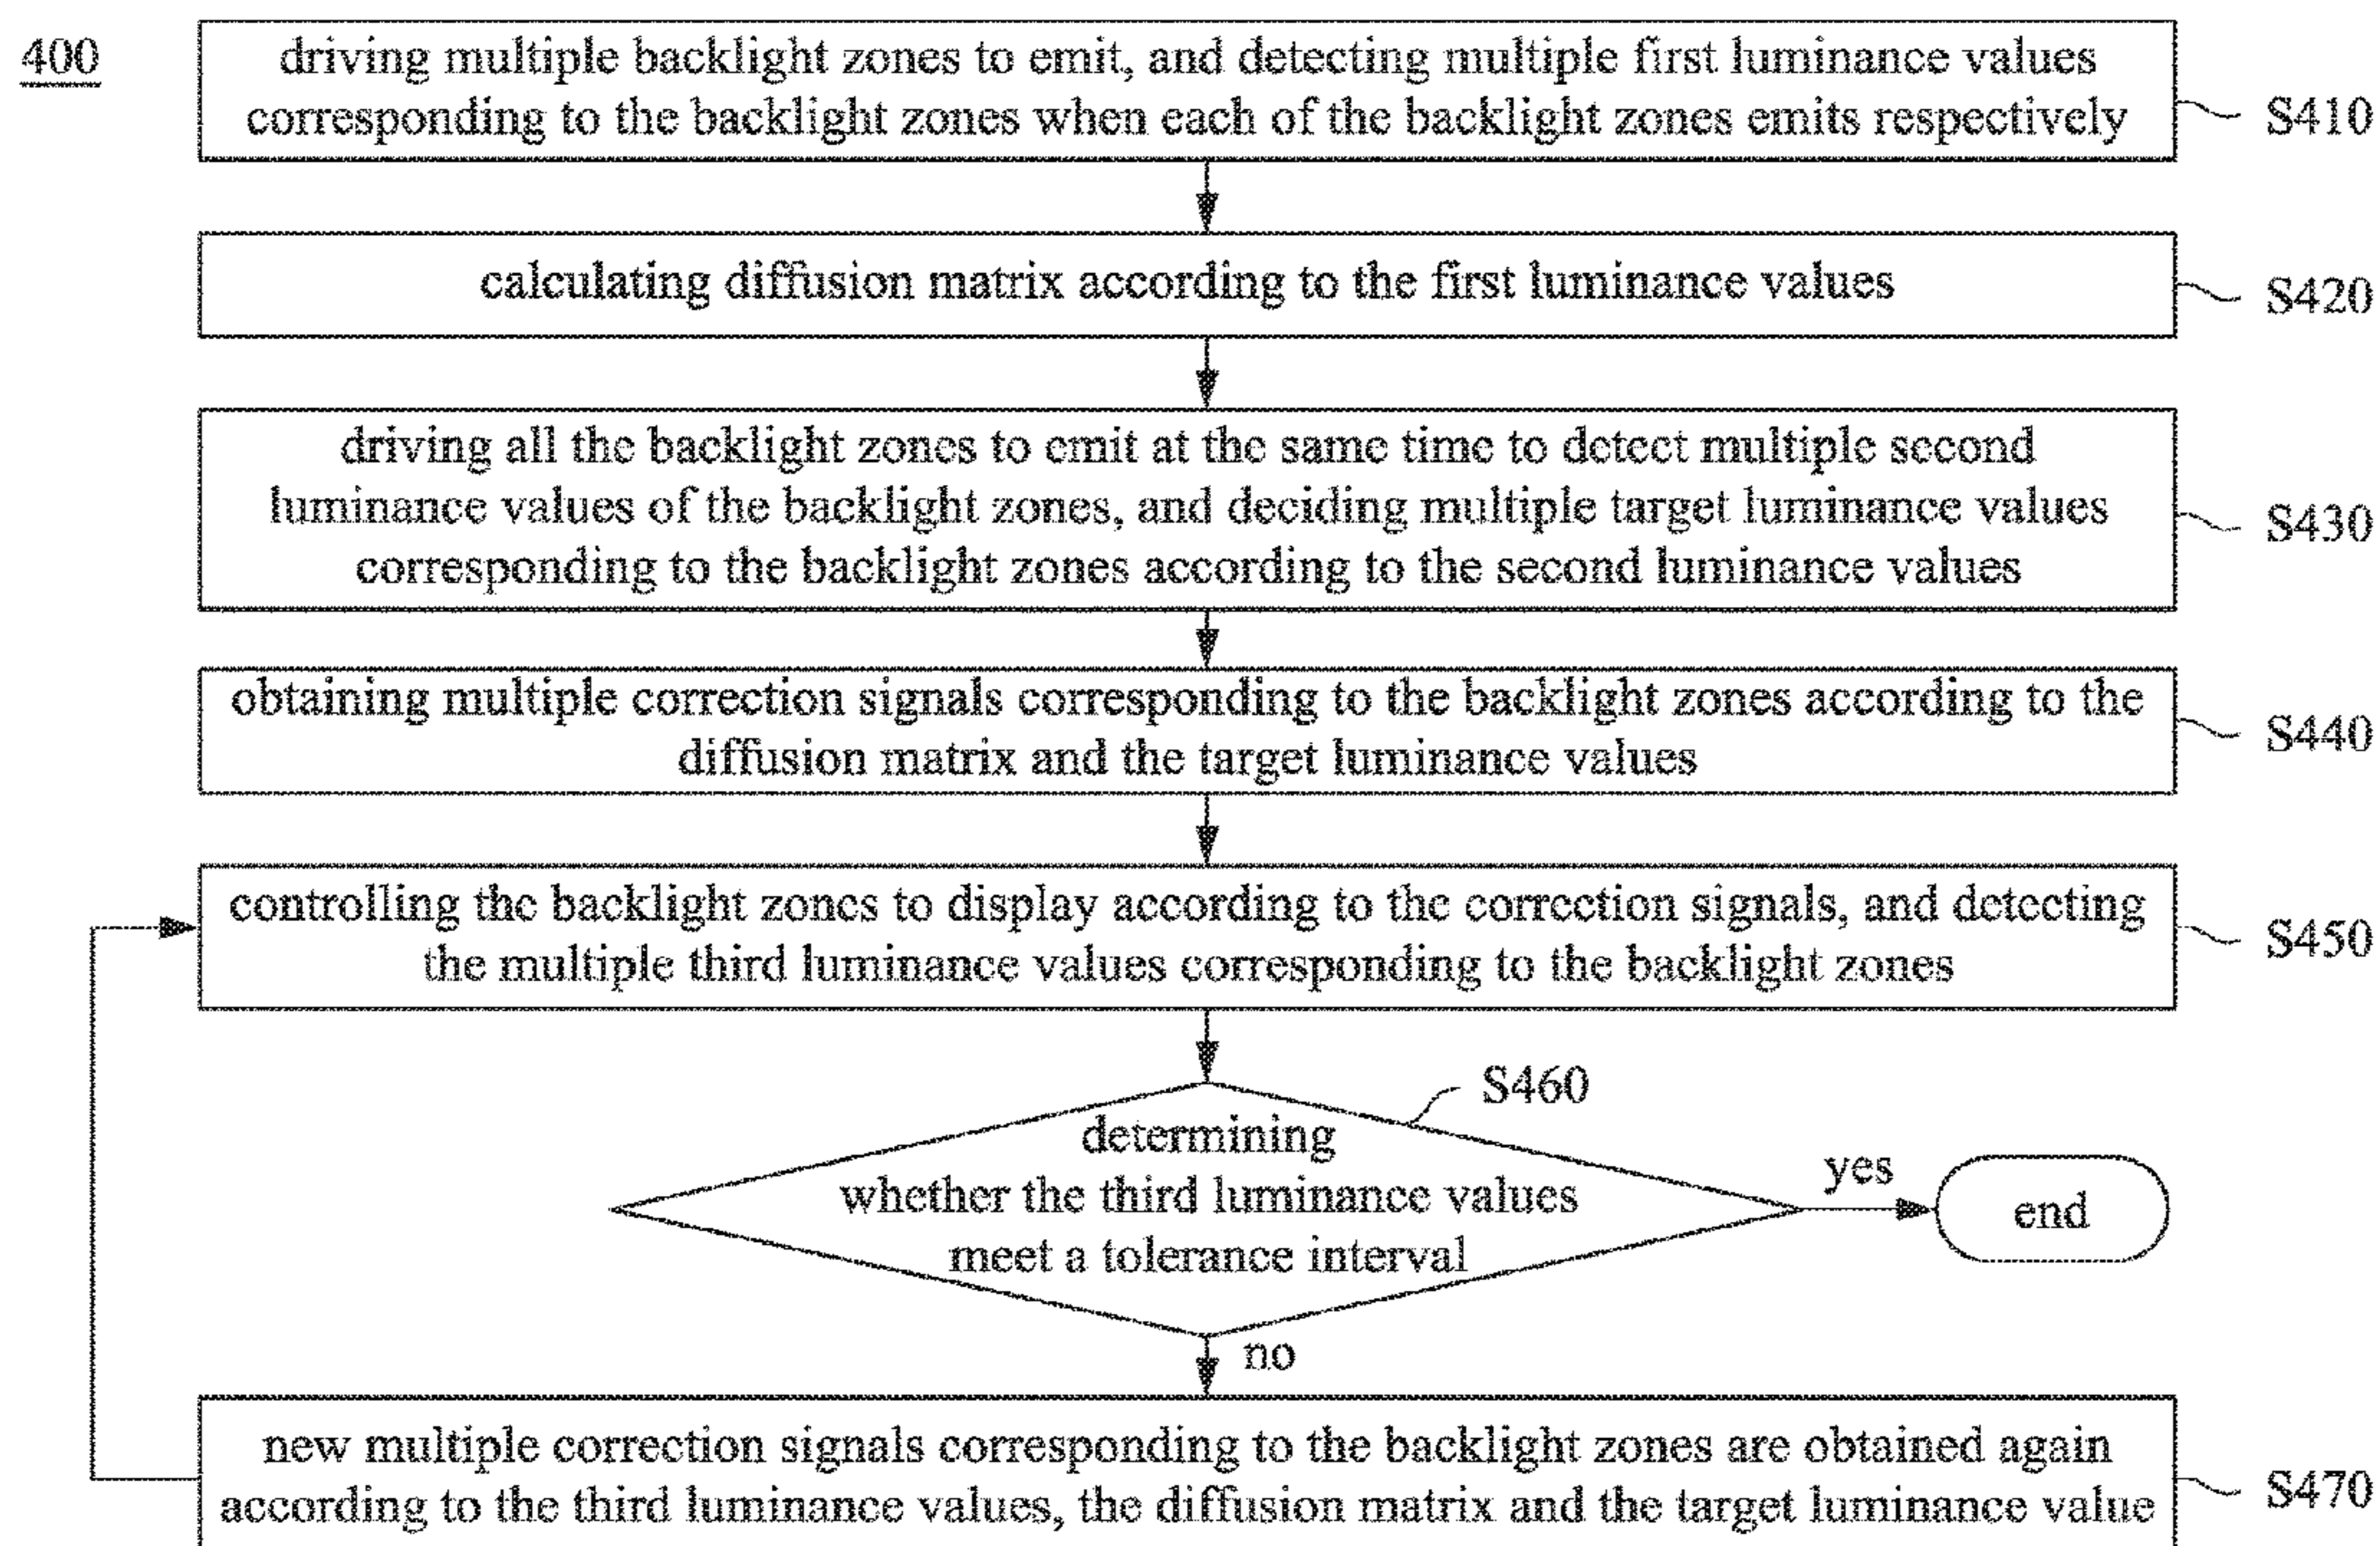 400
driving multiple backlight zones to emit, and detecting multiple first luminance values
corresponding to the backlight zones when each of the backlight zones emits respectively
S410
calculating diffusion matrix according to the first luminance values
S420
driving all the backlight zones to emit at the same time to detect multiple second
luminance values of the backlight zones, and deciding multiple target luminance values
corresponding to the backlight zones according to the second luminance values
S430
obtaining multiple correction signals corresponding to the backlight zones according to the
diffusion matrix and the target luminance values
S440
controlling the backlight zones to display according to the correction signals, and detecting
the multiple third luminance values corresponding to the backlight zones
S450
S460
determining
whether the third luminance values
meet a tolerance interval
yes
end
no
new multiple correction signals corresponding to the backlight zones are obtained again
according to the third luminance values, the diffusion matrix and the target luminance value
S470